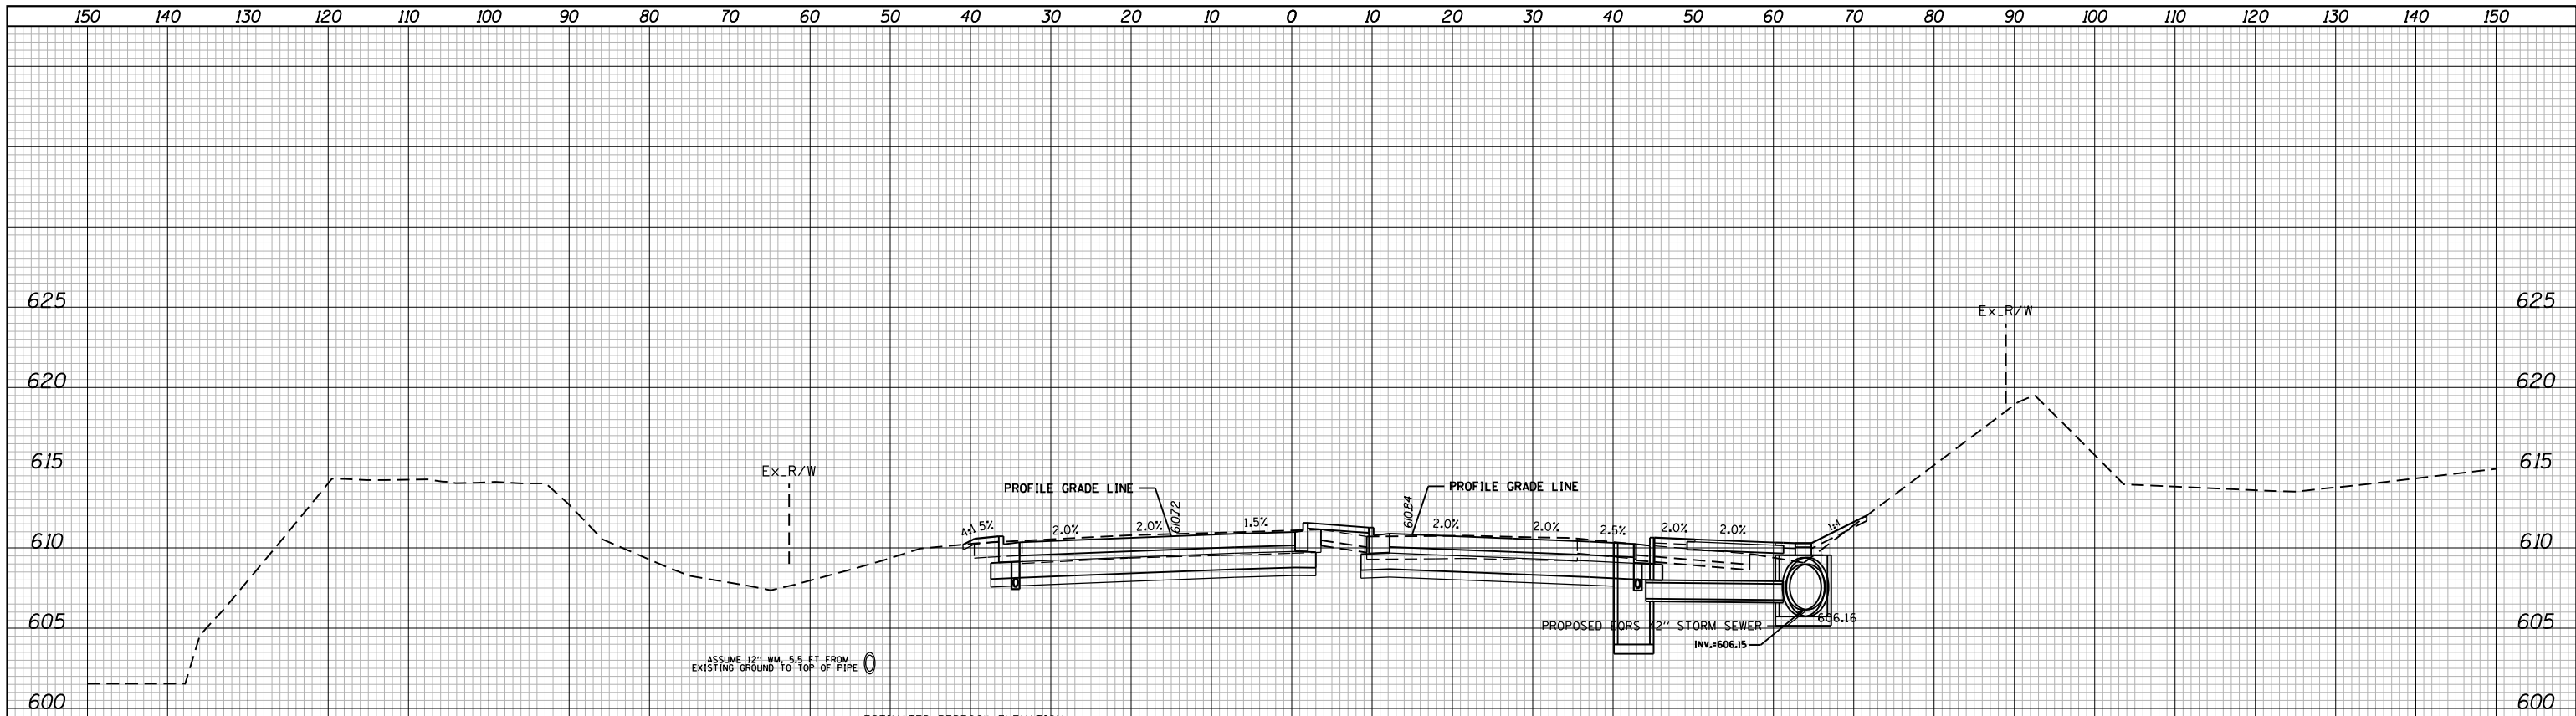 150 140 130 120 110 100 90 80 70 60 50 40 30 20 10 0 10 20 30 40 50 60 70 80 90 100 110 120 130 140 150
625 625
Ex_R/W
620 620
615 615
Ex_R/W
PROFILE GRADE LINE
PROFILE GRADE LINE
610.72
610.84
4:1 5% 2.0% 2.0% 1.5% 2.0% 2.0% 2.5% 2.0% 2.0% 1:4
610 610
605 605
606.16
PROPOSED EQRS 42" STORM SEWER
INV.=606.15
ASSUME 12" WM, 5.5 FT FROM
EXISTING GROUND TO TOP OF PIPE
600 600